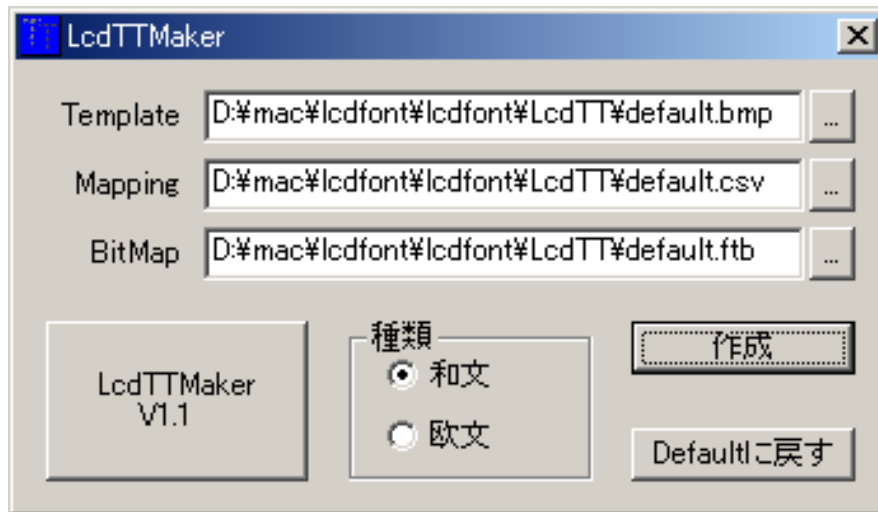 LcdTTMaker
Template D:¥mac¥lcdfont¥lcdfont¥LcdTT¥default.bmp ...
Mapping D:¥mac¥lcdfont¥lcdfont¥LcdTT¥default.csv ...
BitMap D:¥mac¥lcdfont¥lcdfont¥LcdTT¥default.ftb ...
LcdTTMaker
V1.1
種類
和文
欧文
作成
Defaultに戻す